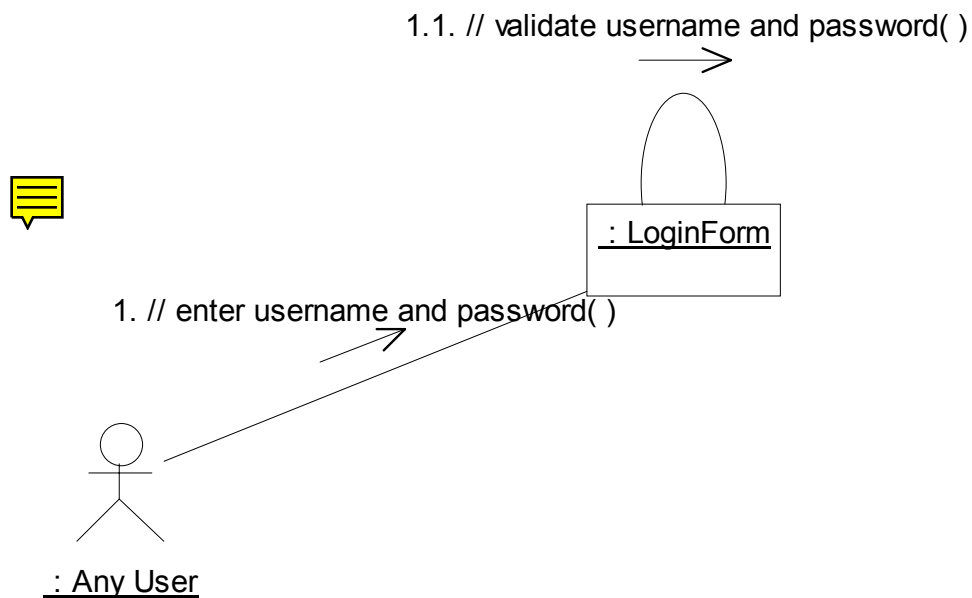 1.1. // validate username and password( )
: LoginForm
1. // enter username and password( )
: Any User